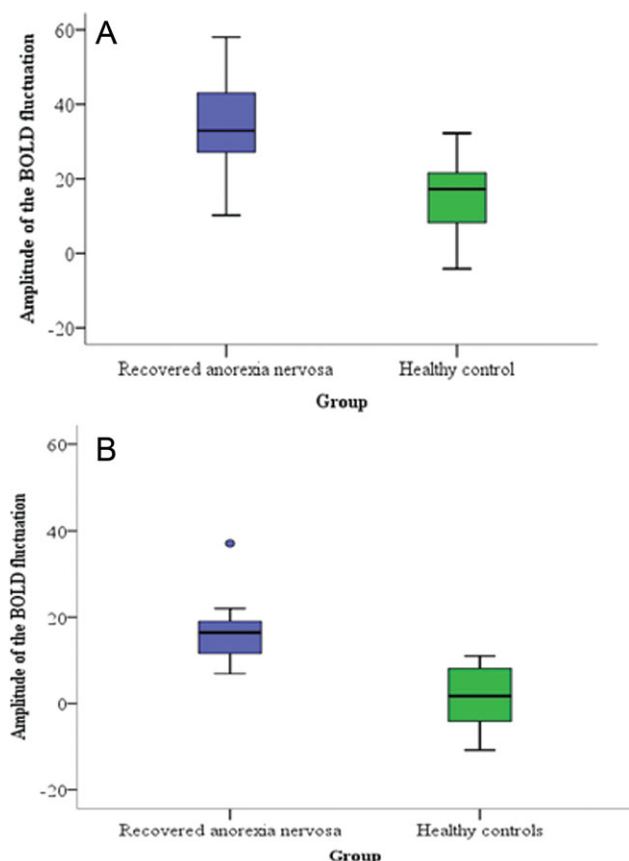 A
Amplitude of the BOLD fluctuation
60
40
20
0
-20
Recovered anorexia nervosa Healthy control
Group
B
Amplitude of the BOLD fluctuation
60
40
20
0
-20
Recovered anorexia nervosa Healthy controls
Group